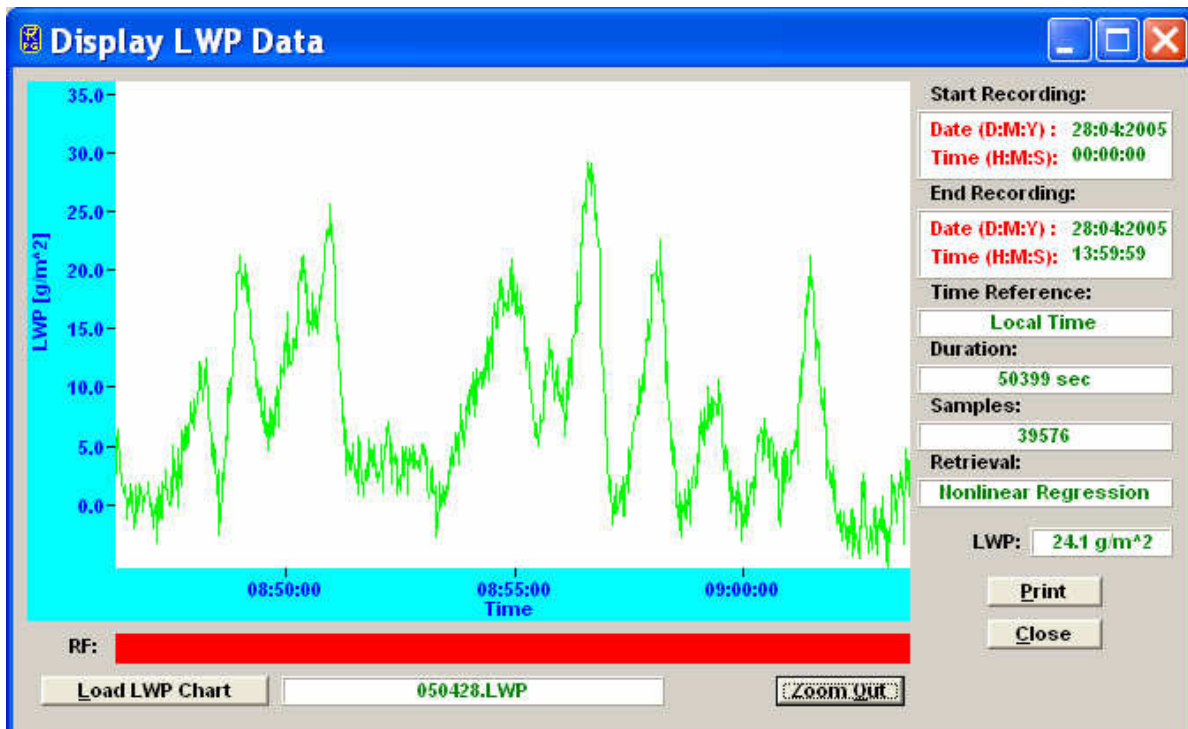 Display LWP Data
35.0
30.0
25.0
20.0
15.0
10.0
5.0
0.0
LWP [g/m^2]
08:50:00 08:55:00 09:00:00
Time
RF:
Load LWP Chart 050428.LWP Zoom Out
Start Recording:
Date (D:M:Y) : 28:04:2005
Time (H:M:S): 00:00:00
End Recording:
Date (D:M:Y) : 28:04:2005
Time (H:M:S): 13:59:59
Time Reference:
Local Time
Duration:
50399 sec
Samples:
39576
Retrieval:
Nonlinear Regression
LWP: 24.1 g/m^2
Print
Close